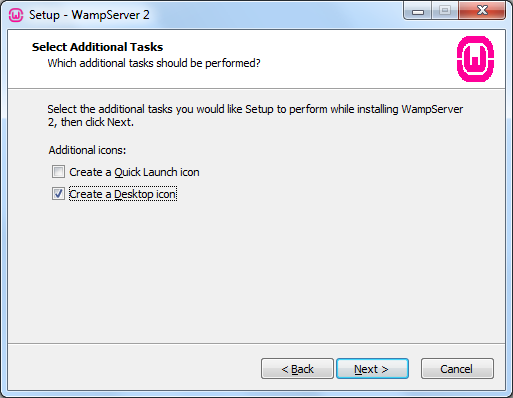 Setup - WampServer 2
Select Additional Tasks
Which additional tasks should be performed?
Select the additional tasks you would like Setup to perform while installing WampServer
2, then click Next.
Additional icons:
Create a Quick Launch icon
Create a Desktop icon
< Back Next > Cancel